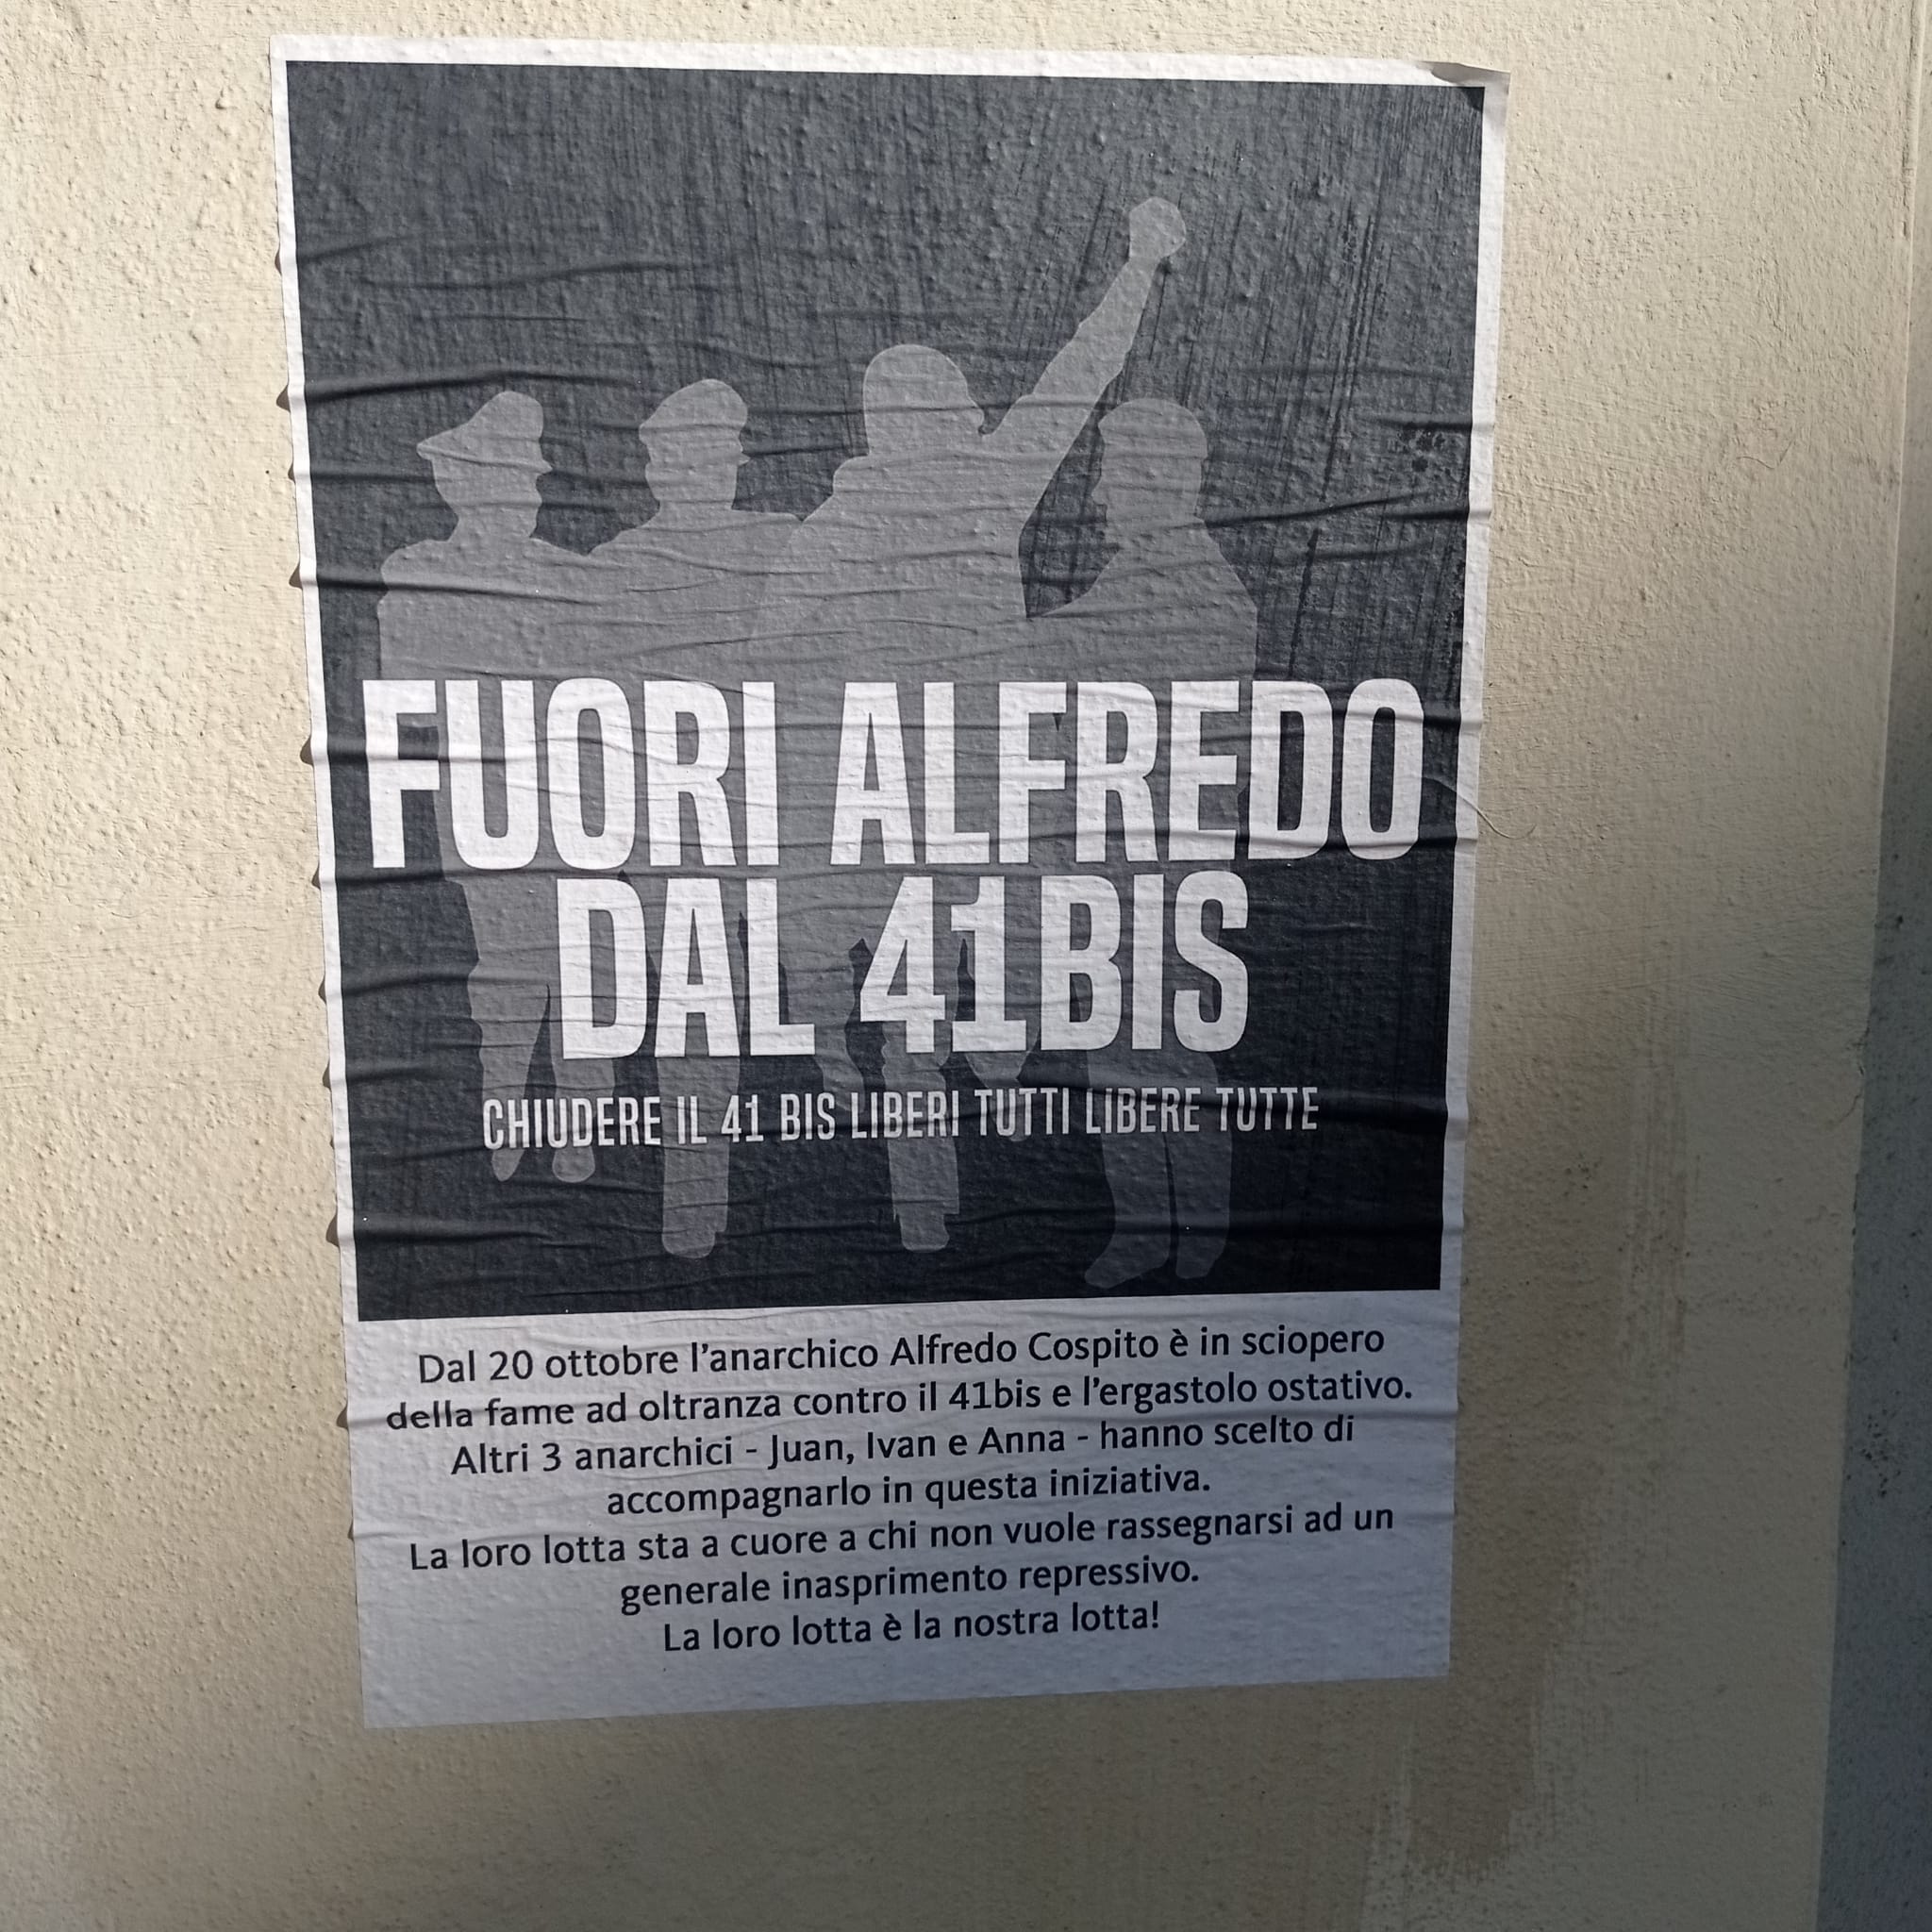 FUORI ALFREDO
DAL 41BIS
CHIUDERE IL 41 BIS LIBERI TUTTI LIBERE TUTTE
Dal 20 ottobre l'anarchico Alfredo Cospito è in sciopero
della fame ad oltranza contro il 41bis e l'ergastolo ostativo.
Altri 3 anarchici - Juan, Ivan e Anna - hanno scelto di
accompagnarlo in questa iniziativa.
La loro lotta sta a cuore a chi non vuole rassegnarsi ad un
generale inasprimento repressivo.
La loro lotta è la nostra lotta!